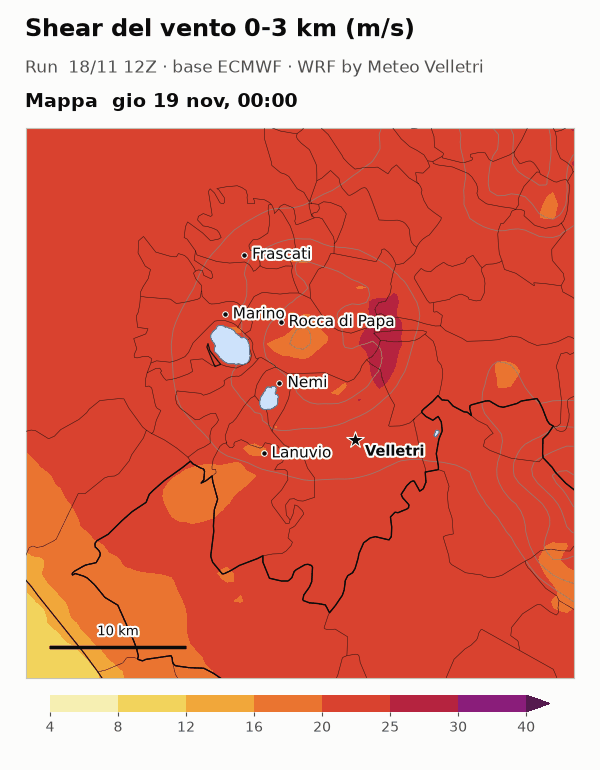 Shear del vento 0-3 km (m/s)
Run  18/11 12Z · base ECMWF · WRF by Meteo Velletri
Mappa  gio 19 nov, 00:00
Frascati
Marino
Rocca di Papa
Nemi
Velletri
Lanuvio
10 km
4 8 12 16 20 25 30 40